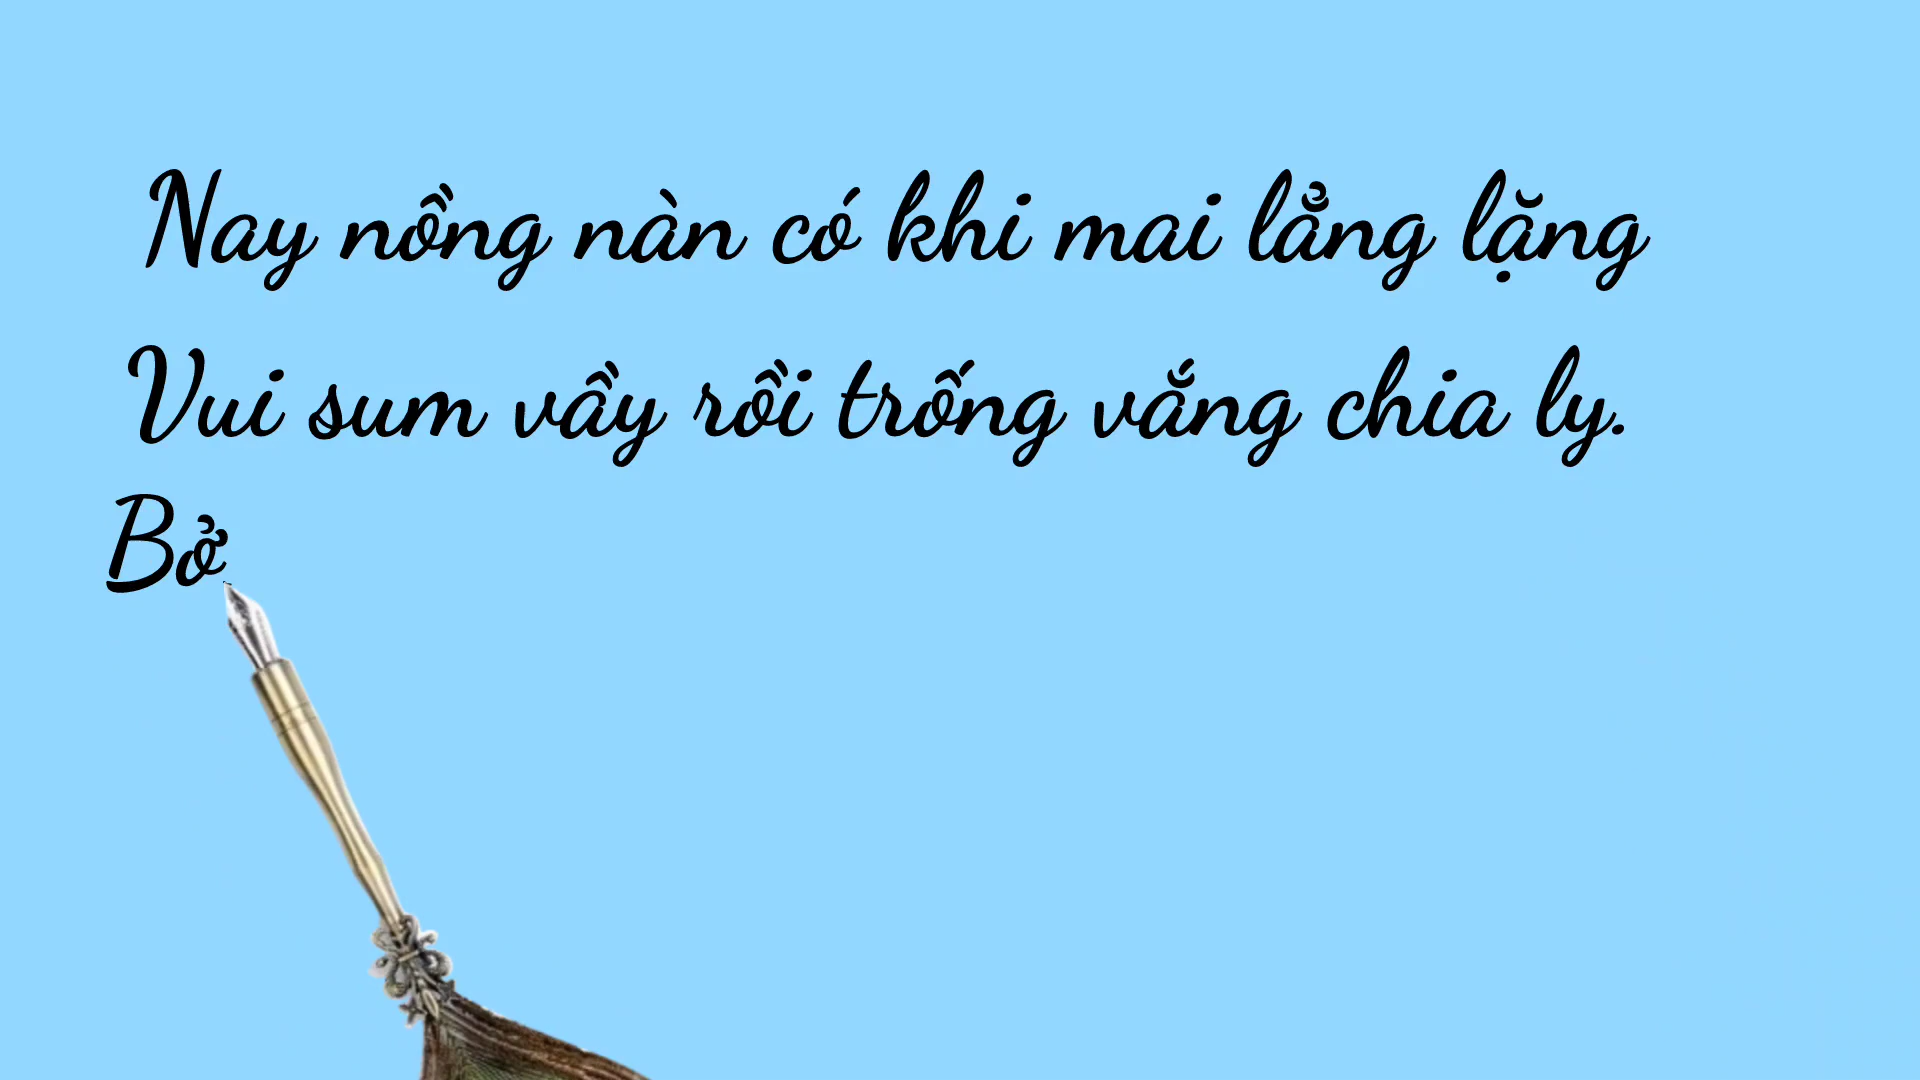 Nay nồng nàn có khi mai lẳng lặng
Vui sum vầy rồi trống vắng chia ly.
Bở